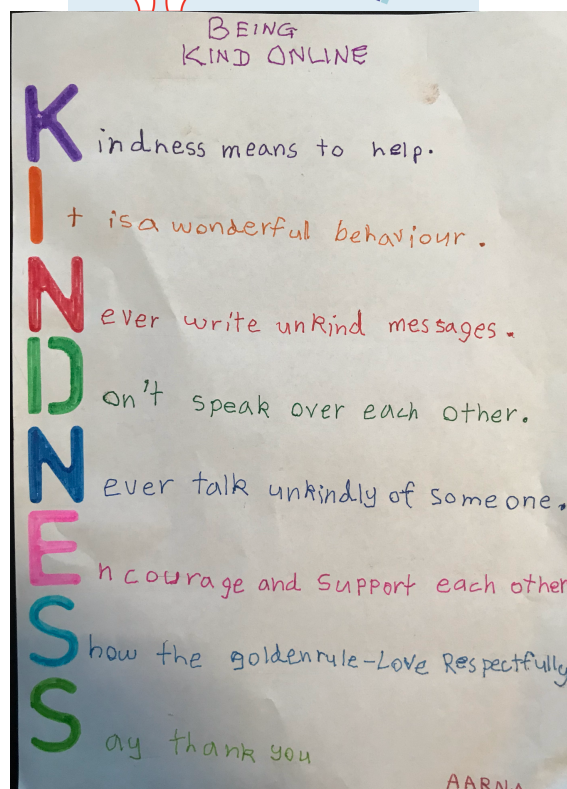 BEING
KIND ONLINE
Kindness means to help.
It is a wonderful behaviour.
Never write unkind messages.
Don't speak over each other.
Never talk unkindly of someone.
Encourage and support each other
Show the goldenrule-Love Respectfully
Say thank you
AARNA